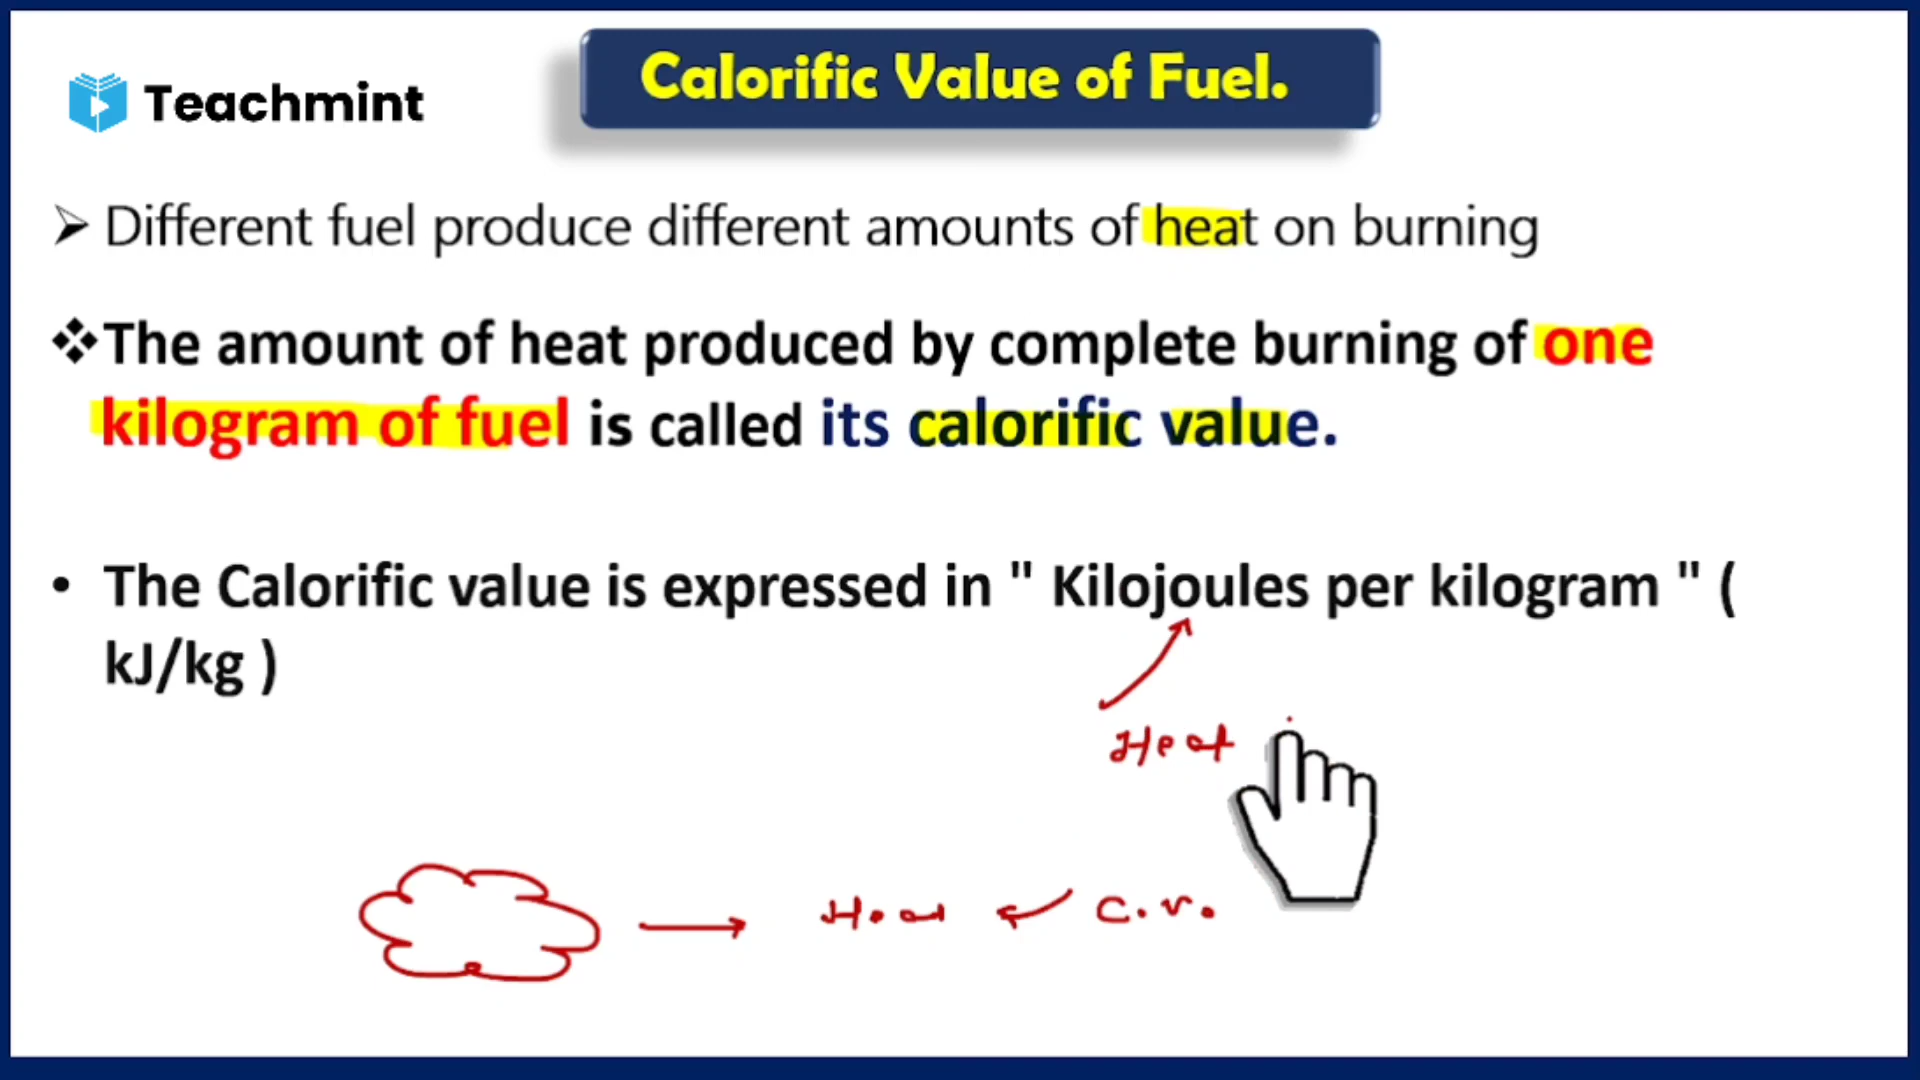 Teachmint
Calorific Value of Fuel.
Different fuel produce different amounts of heat on burning
The amount of heat produced by complete burning of one
kilogram of fuel is called its calorific value.
The Calorific value is expressed in " Kilojoules per kilogram " (
kJ/kg )
Heat
Heat C.V.